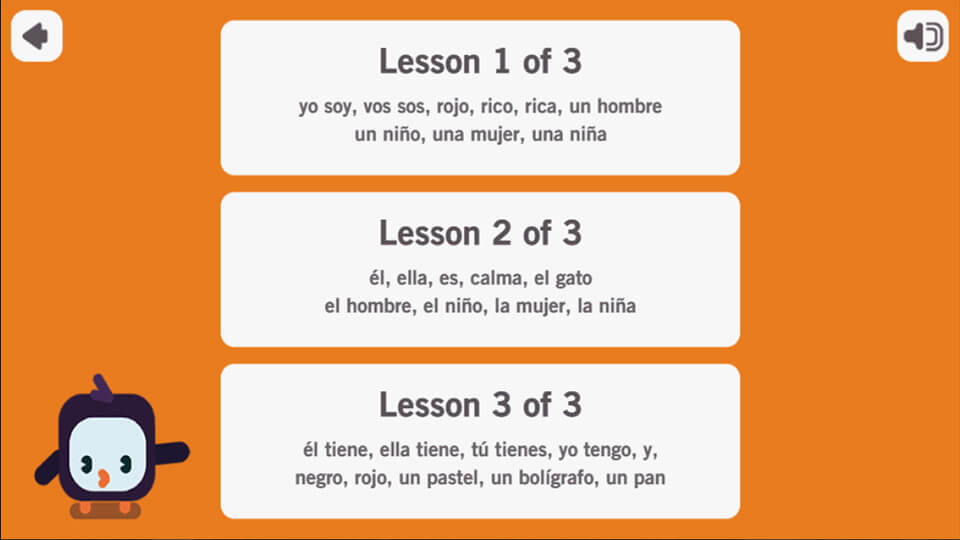 Lesson 1 of 3
yo soy, vos sos, rojo, rico, rica, un hombre
un niño, una mujer, una niña
Lesson 2 of 3
él, ella, es, calma, el gato
el hombre, el niño, la mujer, la niña
Lesson 3 of 3
él tiene, ella tiene, tú tienes, yo tengo, y,
negro, rojo, un pastel, un bolígrafo, un pan